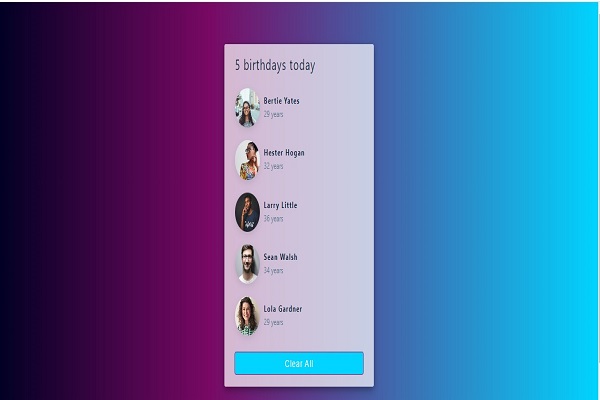 5 birthdays today
Bertie Yates
29 years
Hester Hogan
32 years
Larry Little
36 years
Sean Walsh
34 years
Lola Gardner
29 years
Clear All